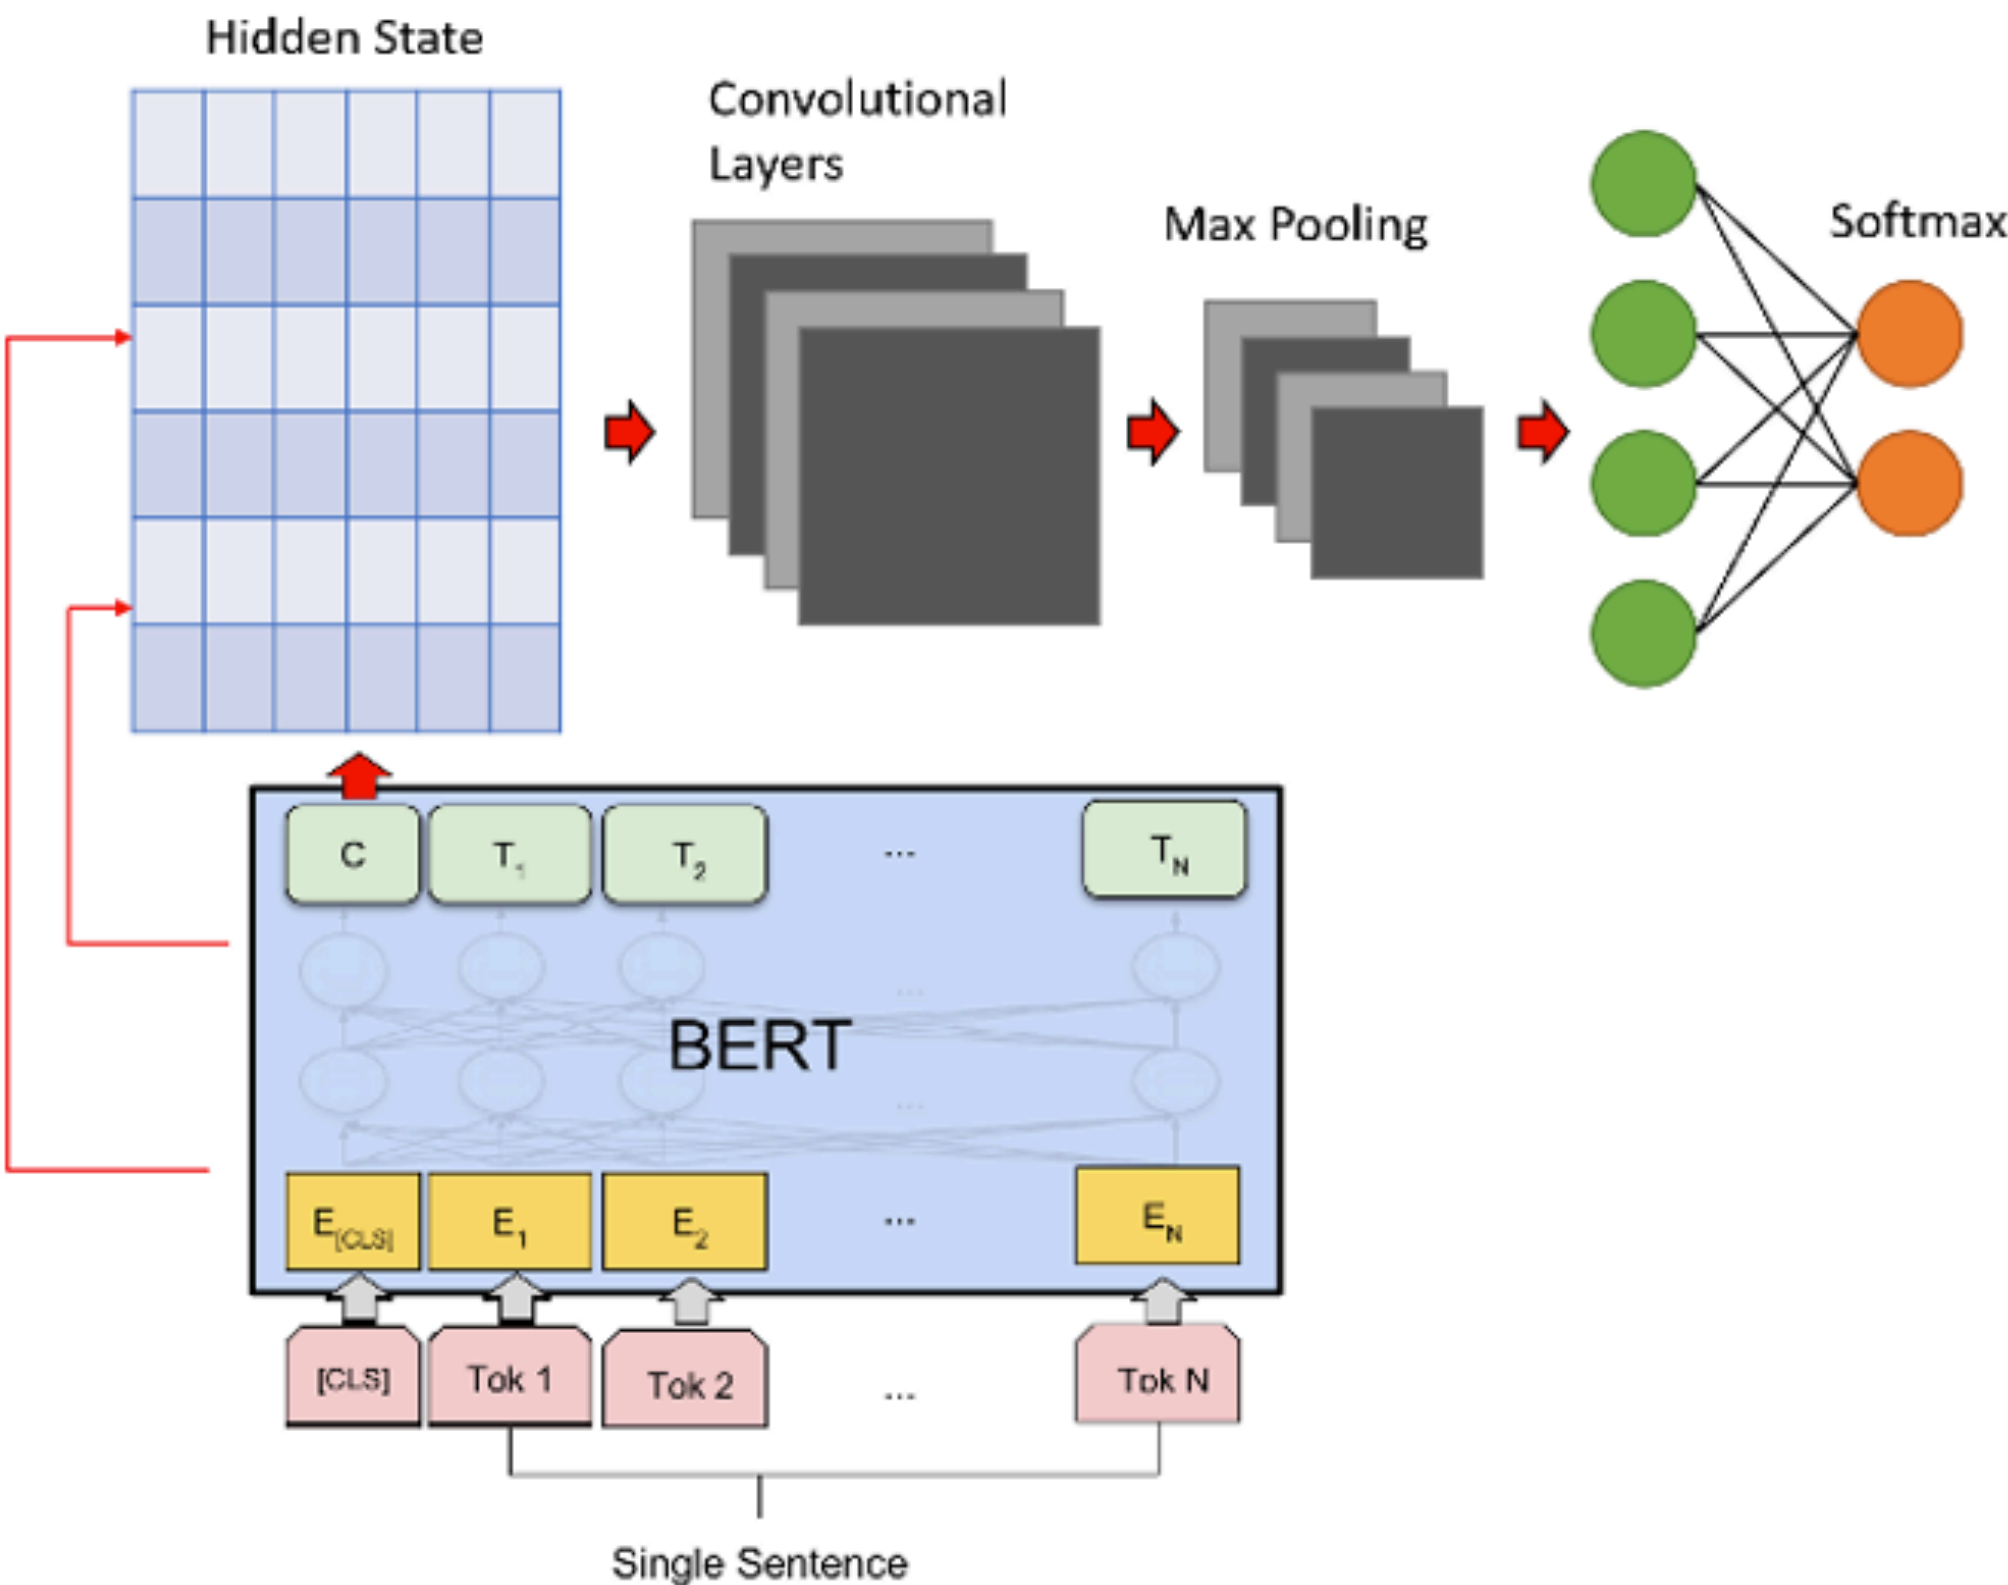 Hidden State
Convolutional
Layers
Max Pooling
Softmax
C
T1
T2
...
TN
...
BERT
...
E[CLS]
E1
E2
...
EN
[CLS]
Tok 1
Tok 2
...
Tok N
Single Sentence